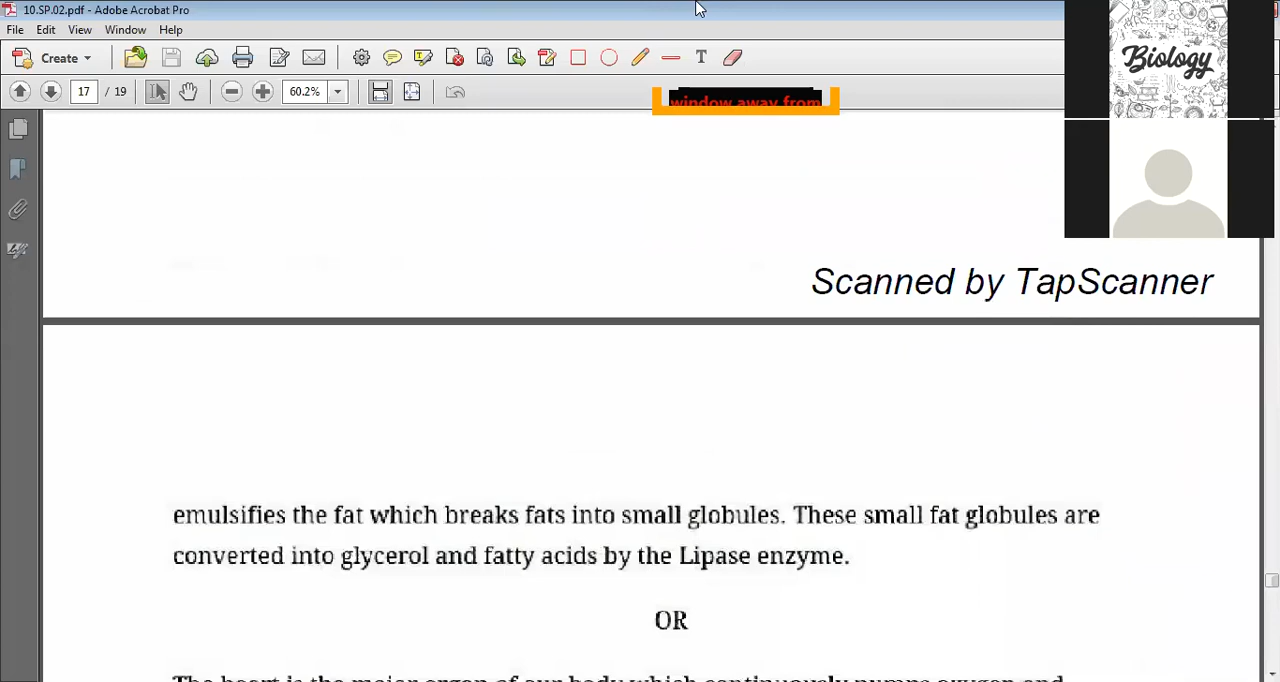 10.SP.02.pdf - Adobe Acrobat Pro
File Edit View Window Help
Create
17 / 19
60.2%
window away from
Biology
Scanned by TapScanner
emulsifies the fat which breaks fats into small globules. These small fat globules are
converted into glycerol and fatty acids by the Lipase enzyme.
OR
The heart is the major organ of our body which continuously pumps oxygen and